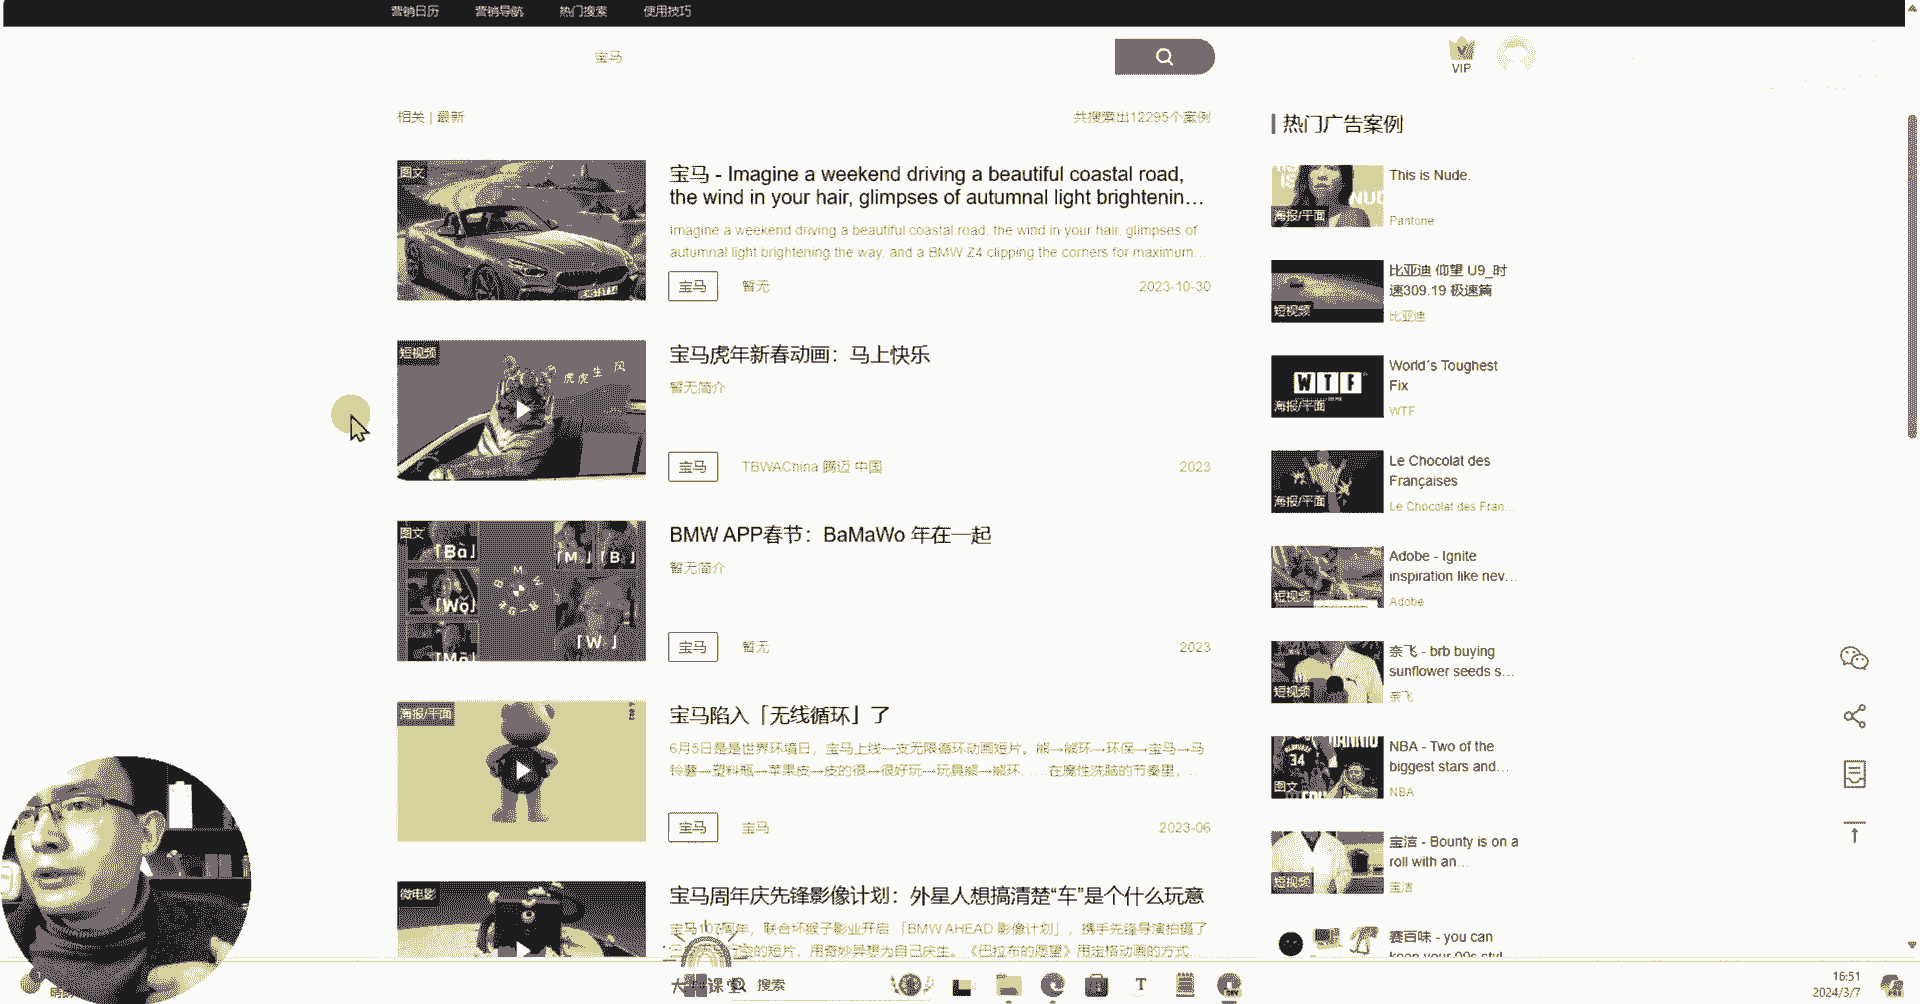 营销日历 营销导航 热门搜索 使用技巧
宝马
VIP
相关 | 最新
共搜索出12295个案例
图文
宝马 - Imagine a weekend driving a beautiful coastal road,
the wind in your hair, glimpses of autumnal light brightenin…
Imagine a weekend driving a beautiful coastal road, the wind in your hair, glimpses of
autumnal light brightening the way, and a BMW Z4 clipping the corners for maximum…
宝马 暂无 2023-10-30
短视频
虎虎生风
宝马虎年新春动画：马上快乐
暂无简介
宝马 TBWAChina 腾迈 中国 2023
图文
「Bā」
「M」
「B」
「Wǒ」
「W」
BMW APP春节：BaMaWo 年在一起
暂无简介
宝马 暂无 2023
海报/平面
宝马陷入「无线循环」了
6月5日是是世界环境日，宝马上线一支无限循环动画短片。熊→熊环→环保→宝马→马
铃薯→塑料瓶→苹果皮→皮的很→很好玩→玩具熊→熊环……在魔性洗脑的节奏里，…
宝马 宝马 2023-06
微电影
宝马周年庆先锋影像计划：外星人想搞清楚“车”是个什么玩意
宝马107周年，联合坏猴子影业开启「BMW AHEAD 影像计划」，携手先锋导演拍摄了
的短片，用奇妙异想为自己庆生。《巴拉布的愿望》用定格动画的方式…
热门广告案例
海报/平面
This is Nude.
Pantone
短视频
比亚迪 仰望 U9_时
速309.19 极速篇
比亚迪
WTF
海报/平面
World´s Toughest
Fix
WTF
海报/平面
Le Chocolat des
Françaises
Le Chocolat des Fran…
短视频
Adobe - Ignite
inspiration like nev…
Adobe
短视频
奈飞 - brb buying
sunflower seeds s…
奈飞
34
图文
NBA - Two of the
biggest stars and…
NBA
短视频
宝洁 - Bounty is on a
roll with an…
宝洁
赛百味 - you can
搜索
16:51
2024/3/7